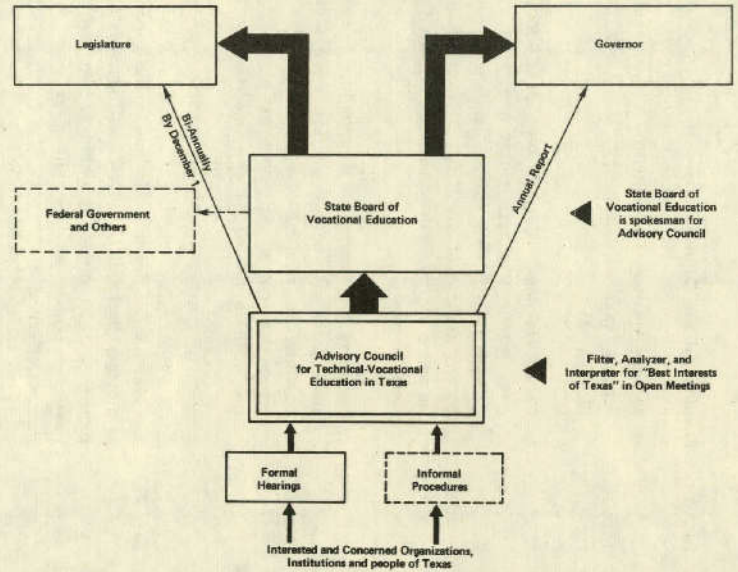 Legislature
Governor
Bi-Annually
By December 1
Annual Report
State Board of
Vocational Education
Federal Government
and Others
State Board of
Vocational Education
is spokesman for
Advisory Council
Advisory Council
for Technical-Vocational
Education in Texas
Filter, Analyzer, and
Interpreter for "Best Interests
of Texas" in Open Meetings
Formal
Hearings
Informal
Procedures
Interested and Concerned Organizations,
Institutions and people of Texas